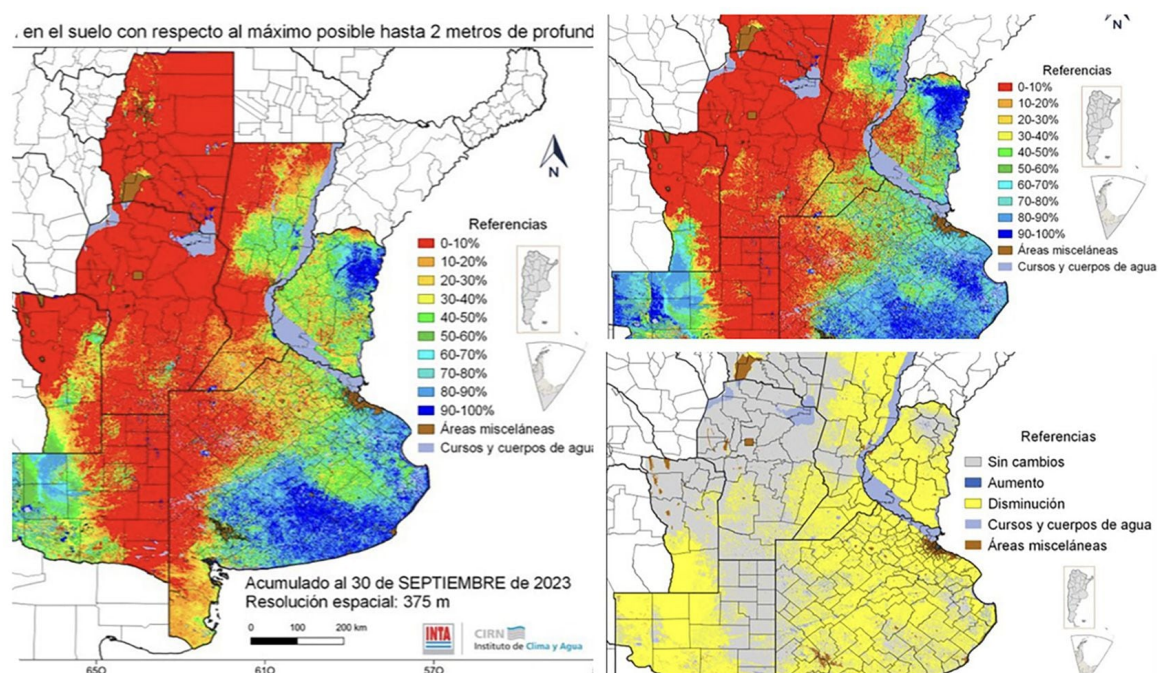 en el suelo con respecto al máximo posible hasta 2 metros de profund
N
Referencias
0-10%
10-20%
20-30%
30-40%
40-50%
50-60%
60-70%
70-80%
80-90%
90-100%
Áreas misceláneas
Cursos y cuerpos de agua
Acumulado al 30 de SEPTIEMBRE de 2023
Resolución espacial: 375 m
0 100 200 km
INTA
CIRN
Instituto de Clima y Agua
65O 61O 57O
N
Referencias
0-10%
10-20%
20-30%
30-40%
40-50%
50-60%
60-70%
70-80%
80-90%
90-100%
Áreas misceláneas
Cursos y cuerpos de agua
Referencias
Sin cambios
Aumento
Disminución
Cursos y cuerpos de agua
Áreas misceláneas